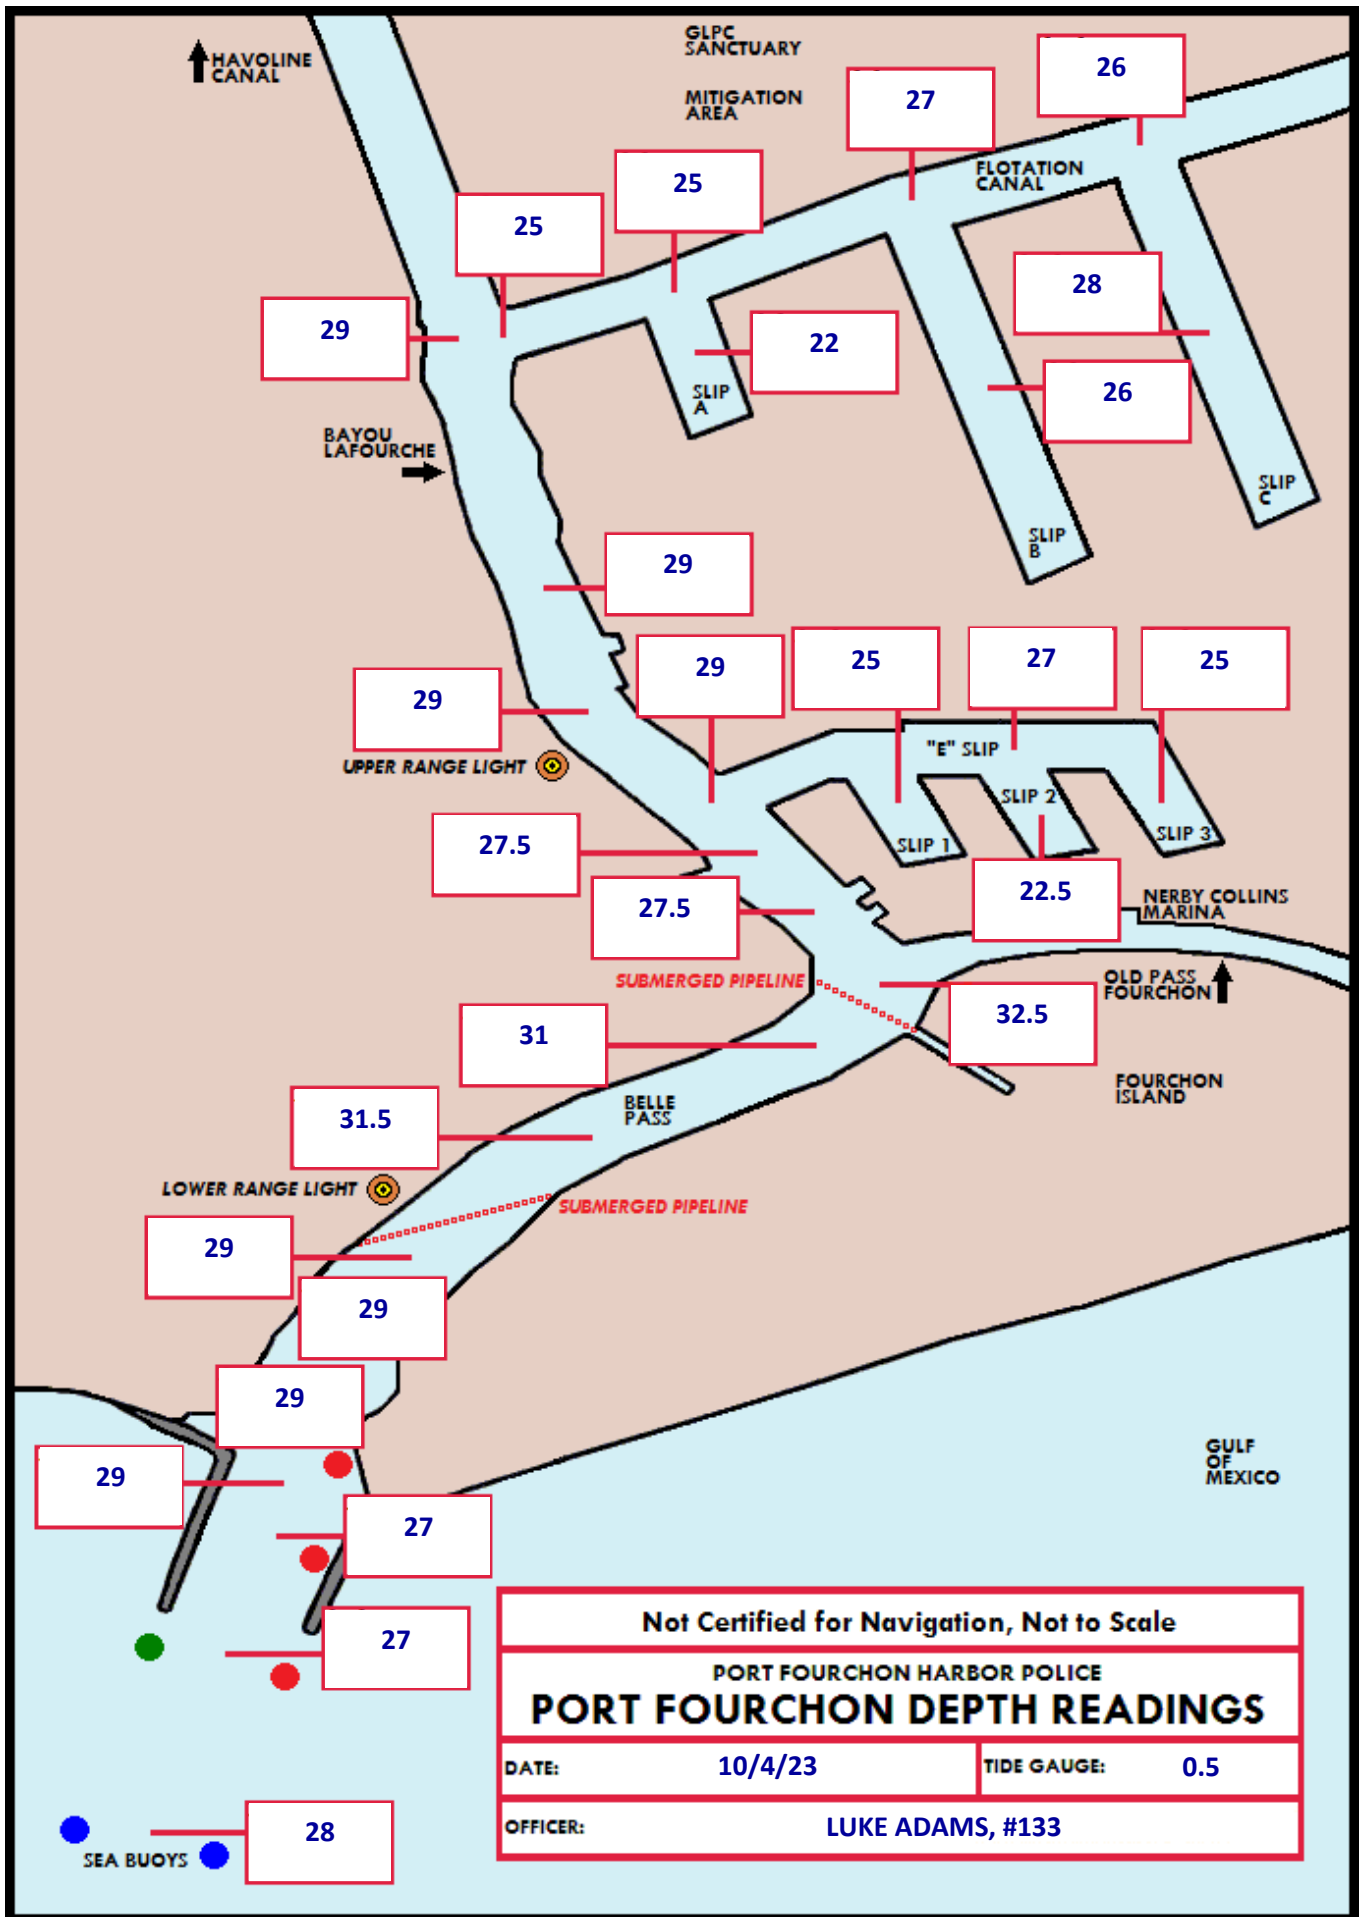 HAVOLINE
CANAL
GLPC
SANCTUARY
MITIGATION
AREA
26
27
FLOTATION
CANAL
25
25
29
28
22
26
SLIP
A
BAYOU
LAFOURCHE
SLIP
C
SLIP
B
29
29
25
27
25
29
UPPER RANGE LIGHT
"E" SLIP
SLIP 2
SLIP 1
SLIP 3
27.5
27.5
22.5
NERBY COLLINS
MARINA
SUBMERGED PIPELINE
OLD PASS
FOURCHON
32.5
31
FOURCHON
ISLAND
BELLE
PASS
31.5
LOWER RANGE LIGHT
SUBMERGED PIPELINE
29
29
29
29
GULF
OF
MEXICO
27
27
Not Certified for Navigation, Not to Scale
PORT FOURCHON HARBOR POLICE
PORT FOURCHON DEPTH READINGS
DATE: 10/4/23 TIDE GAUGE: 0.5
OFFICER: LUKE ADAMS, #133
28
SEA BUOYS